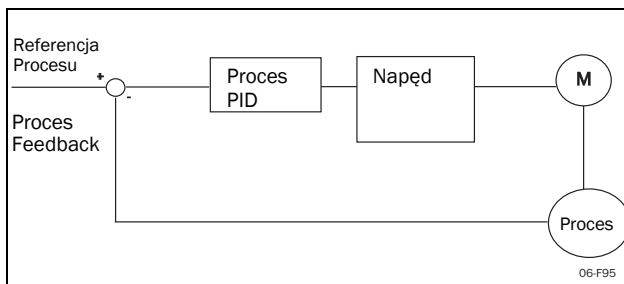 Referencja
Procesu
+
-
Proces
PID
Napęd
M
Proces
Feedback
Proces
06-F95